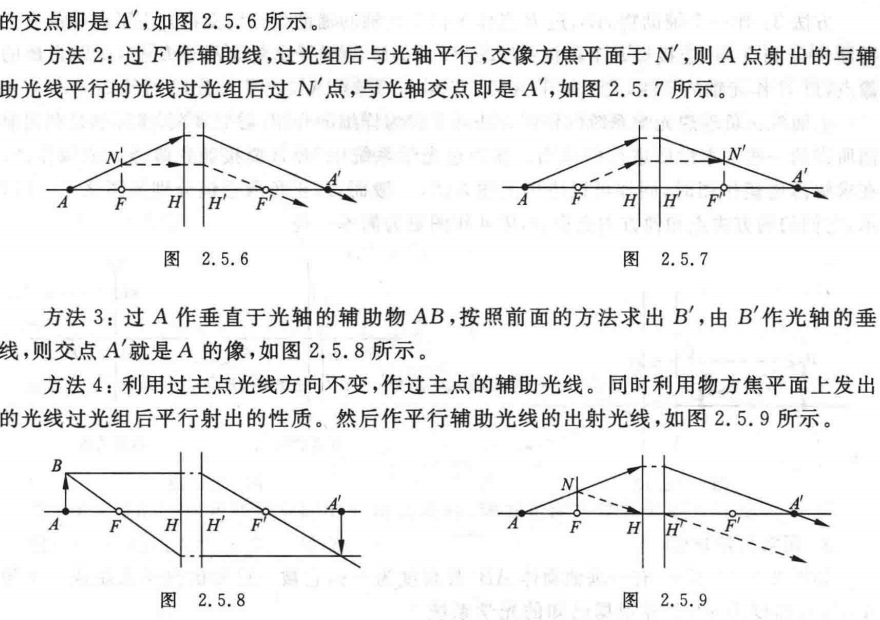 的交点即是 A′,如图 2.5.6 所示。
方法 2：过 F 作辅助线,过光组后与光轴平行,交像方焦平面于 N′,则 A 点射出的与辅
助光线平行的光线过光组后过 N′点,与光轴交点即是 A′,如图 2.5.7 所示。
N′
A F H H′ F′ A′
图 2.5.6
N′
A F H H′ F′ A′
图 2.5.7
方法 3：过 A 作垂直于光轴的辅助物 AB,按照前面的方法求出 B′,由 B′作光轴的垂
线,则交点 A′就是 A 的像,如图 2.5.8 所示。
方法 4：利用过主点光线方向不变,作过主点的辅助光线。同时利用物方焦平面上发出
的光线过光组后平行射出的性质。然后作平行辅助光线的出射光线,如图 2.5.9 所示。
B
A F H H′ F′ A′
图 2.5.8
N
A F H H′ F′ A′
图 2.5.9